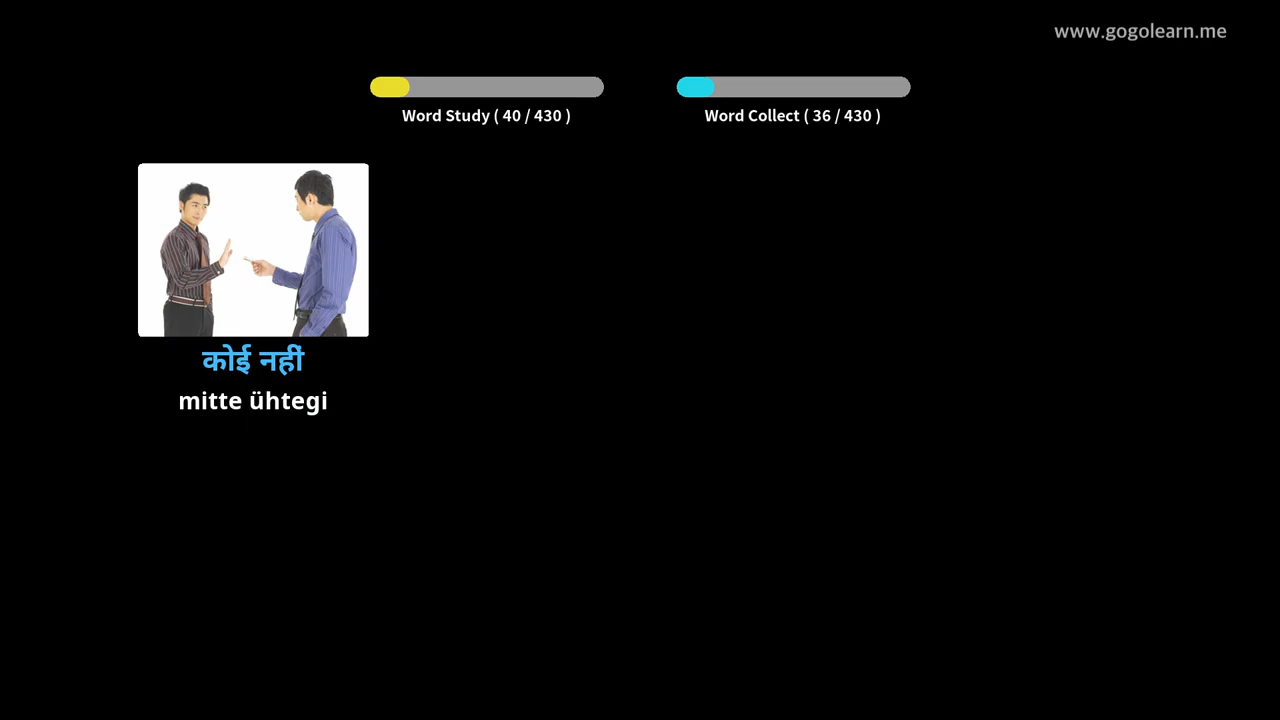 www.gogolearn.me
Word Study ( 40 / 430 )
Word Collect ( 36 / 430 )
कोई नहीं
mitte ühtegi